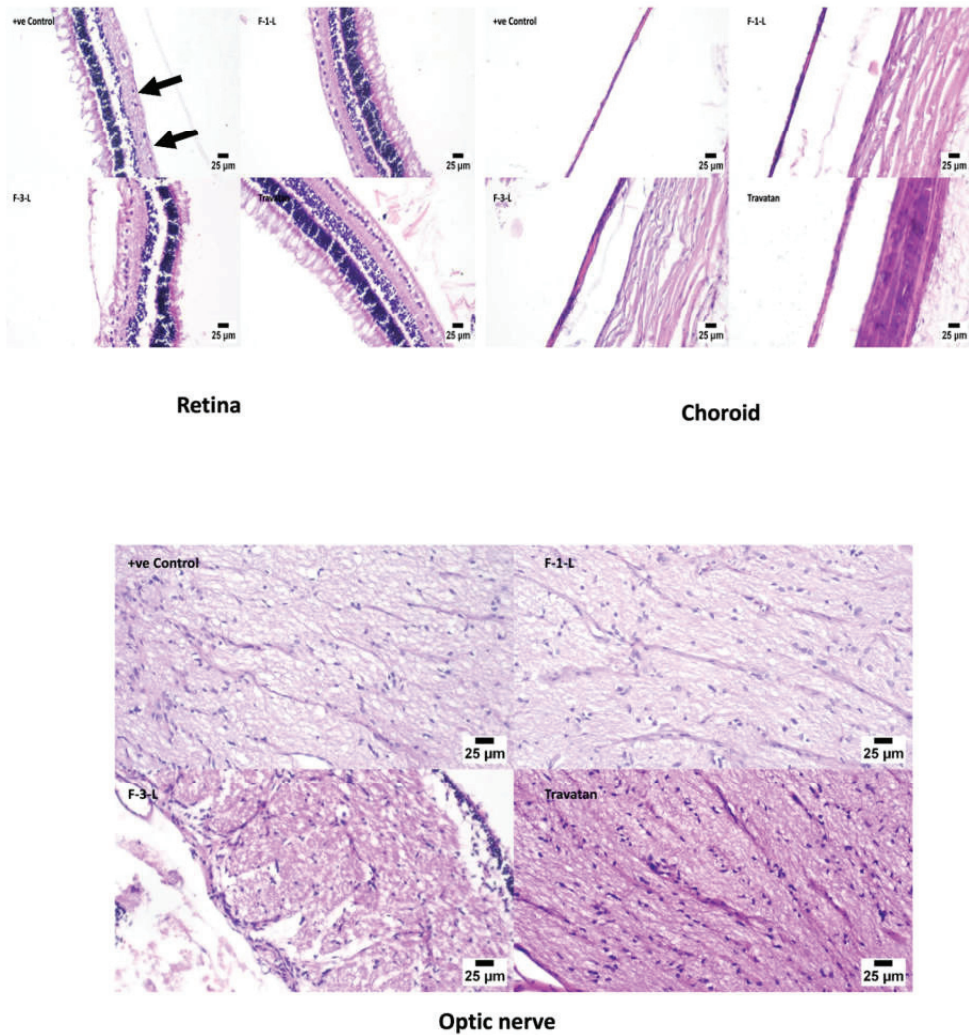 +ve Control
F-1-L
25 µm
25 µm
F-3-L
Travatan
25 µm
25 µm
Retina
+ve Control
F-1-L
25 µm
25 µm
F-3-L
Travatan
25 µm
25 µm
Choroid
+ve Control
F-1-L
25 µm
25 µm
F-3-L
Travatan
25 µm
25 µm
Optic nerve